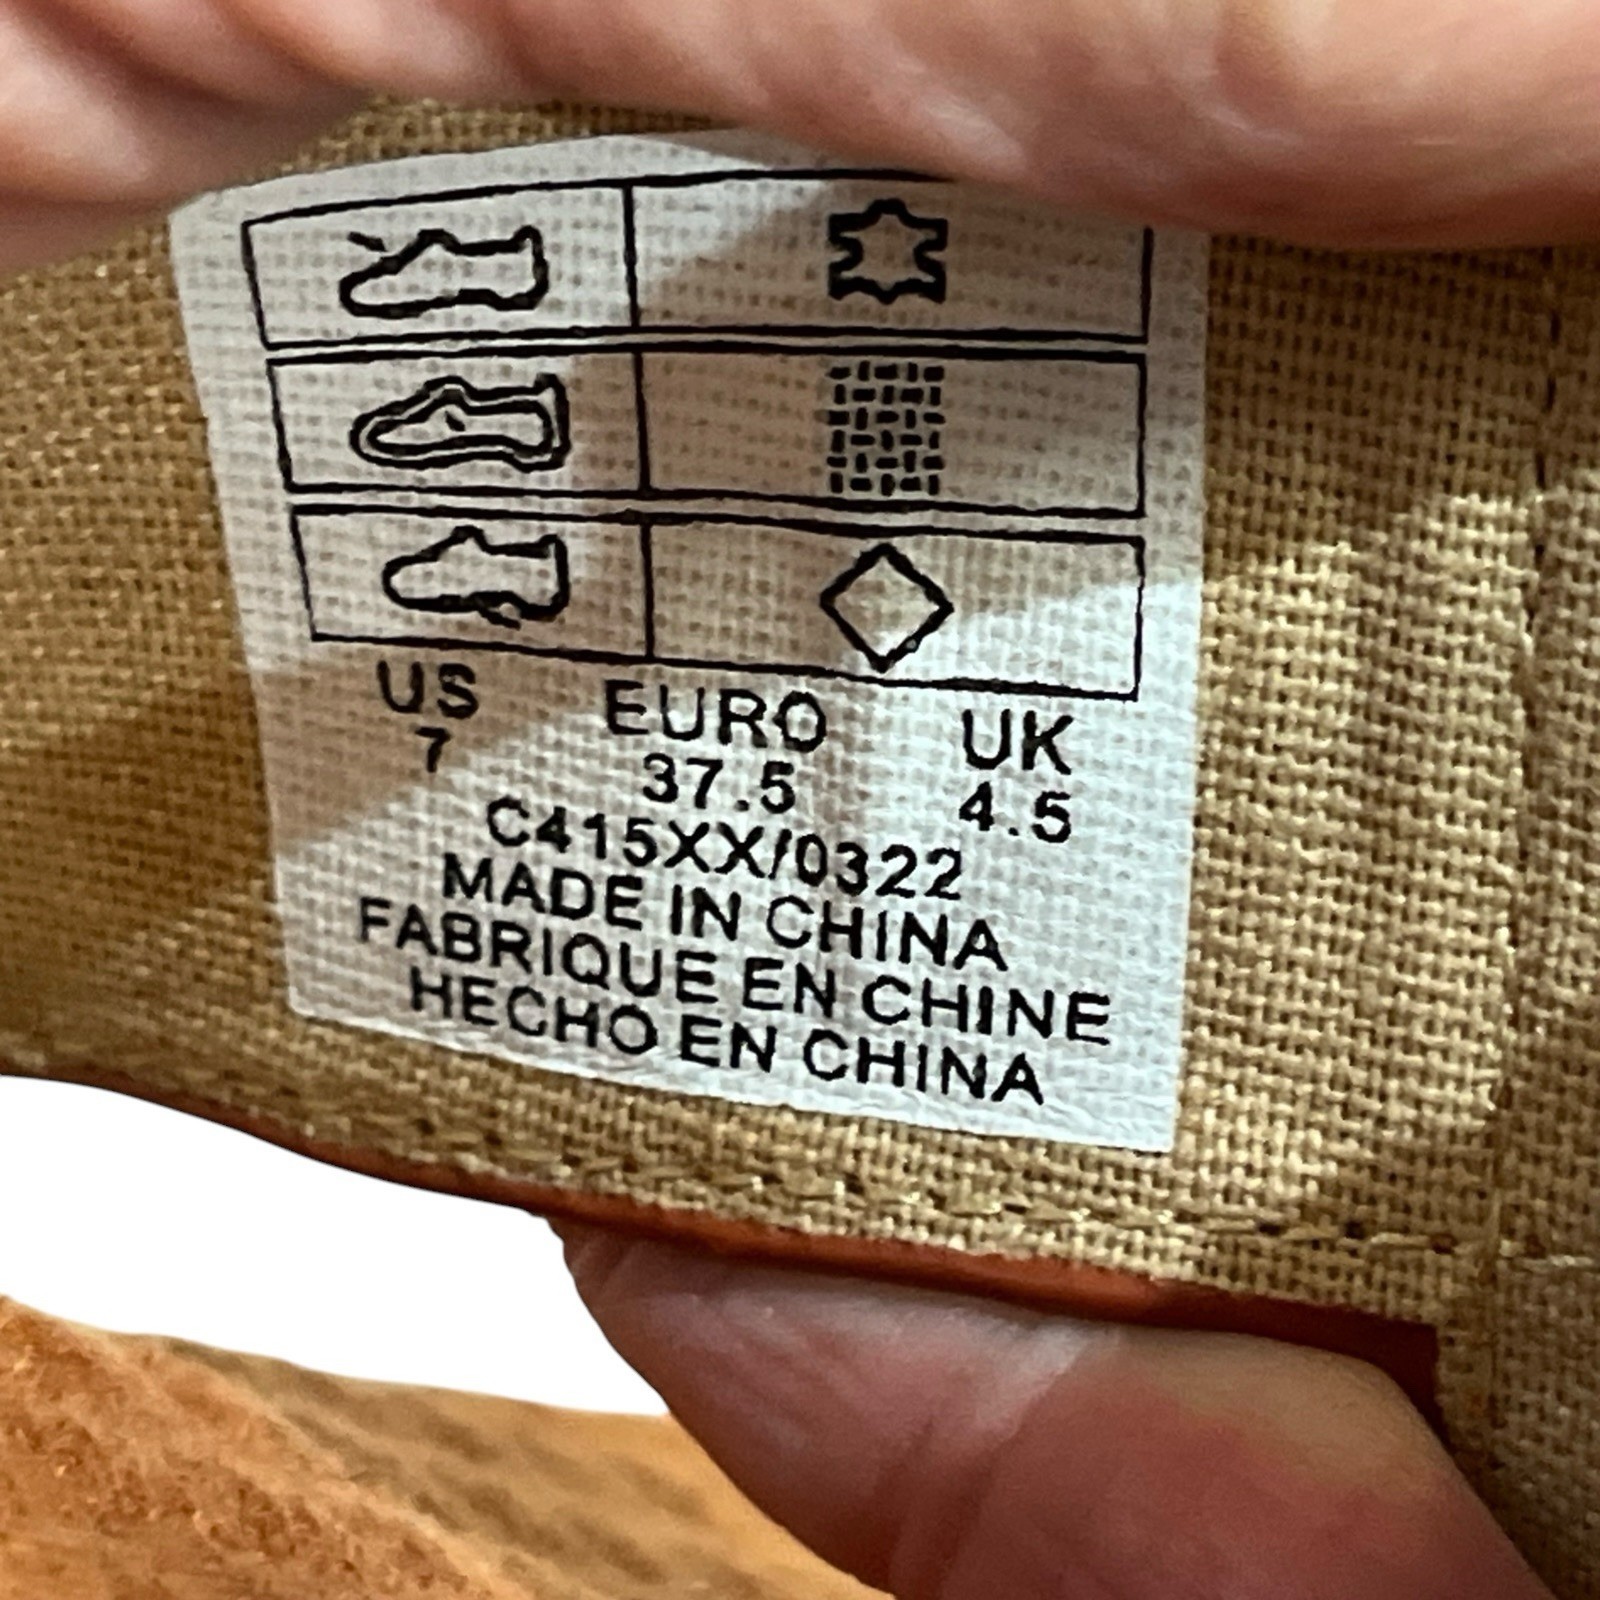 US EURO UK
7 37.5 4.5
C415XX/0322
MADE IN CHINA
FABRIQUE EN CHINE
HECHO EN CHINA